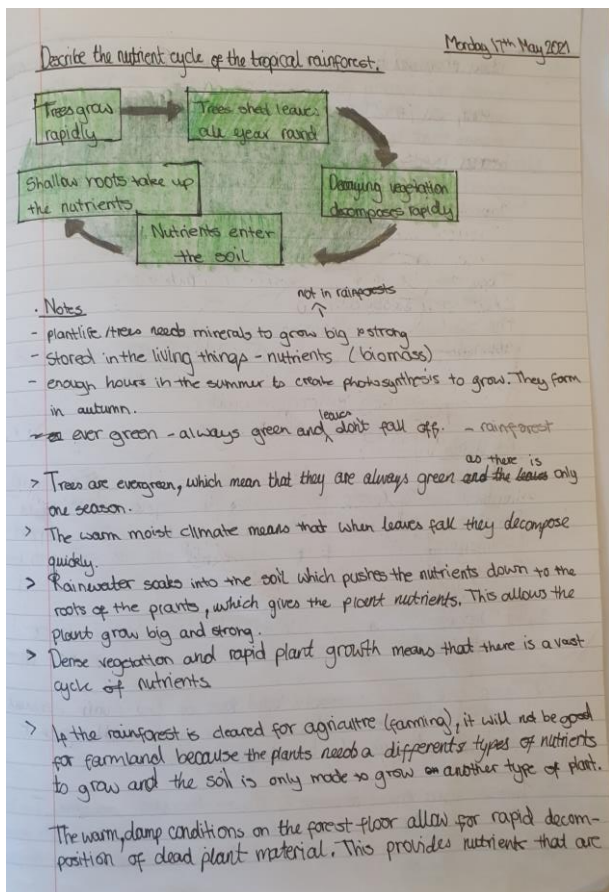 Monday 17th May 2021
Describe the nutrient cycle of the tropical rainforest.
Trees grow
rapidly
Trees shed leaves
all year round
Decaying vegetation
decomposes rapidly
Nutrients enter
the soil
Shallow roots take up
the nutrients
. Notes
not in rainforests
- plantlife /trees needs minerals to grow big & strong
- stored in the living things - nutrients (biomass)
- enough hours in the summer to create photosynthesis to grow. They form
in autumn.
- ever green - always green and leaves don't fall off. - rainforest
> Trees are evergreen, which mean that they are always green as there is only
one season.
> The warm moist climate means that when leaves fall they decompose
quickly.
> Rainwater soaks into the soil which pushes the nutrients down to the
roots of the plants, which gives the plant nutrients. This allows the
plant grow big and strong.
> Dense vegetation and rapid plant growth means that there is a vast
cycle of nutrients
> If the rainforest is cleared for agricultre (farming), it will not be good
for farmland because the plants need a differents types of nutrients
to grow and the soil is only made to grow another type of plant.
The warm, damp conditions on the forest floor allow for rapid decom-
position of dead plant material. This provides nutrients that are